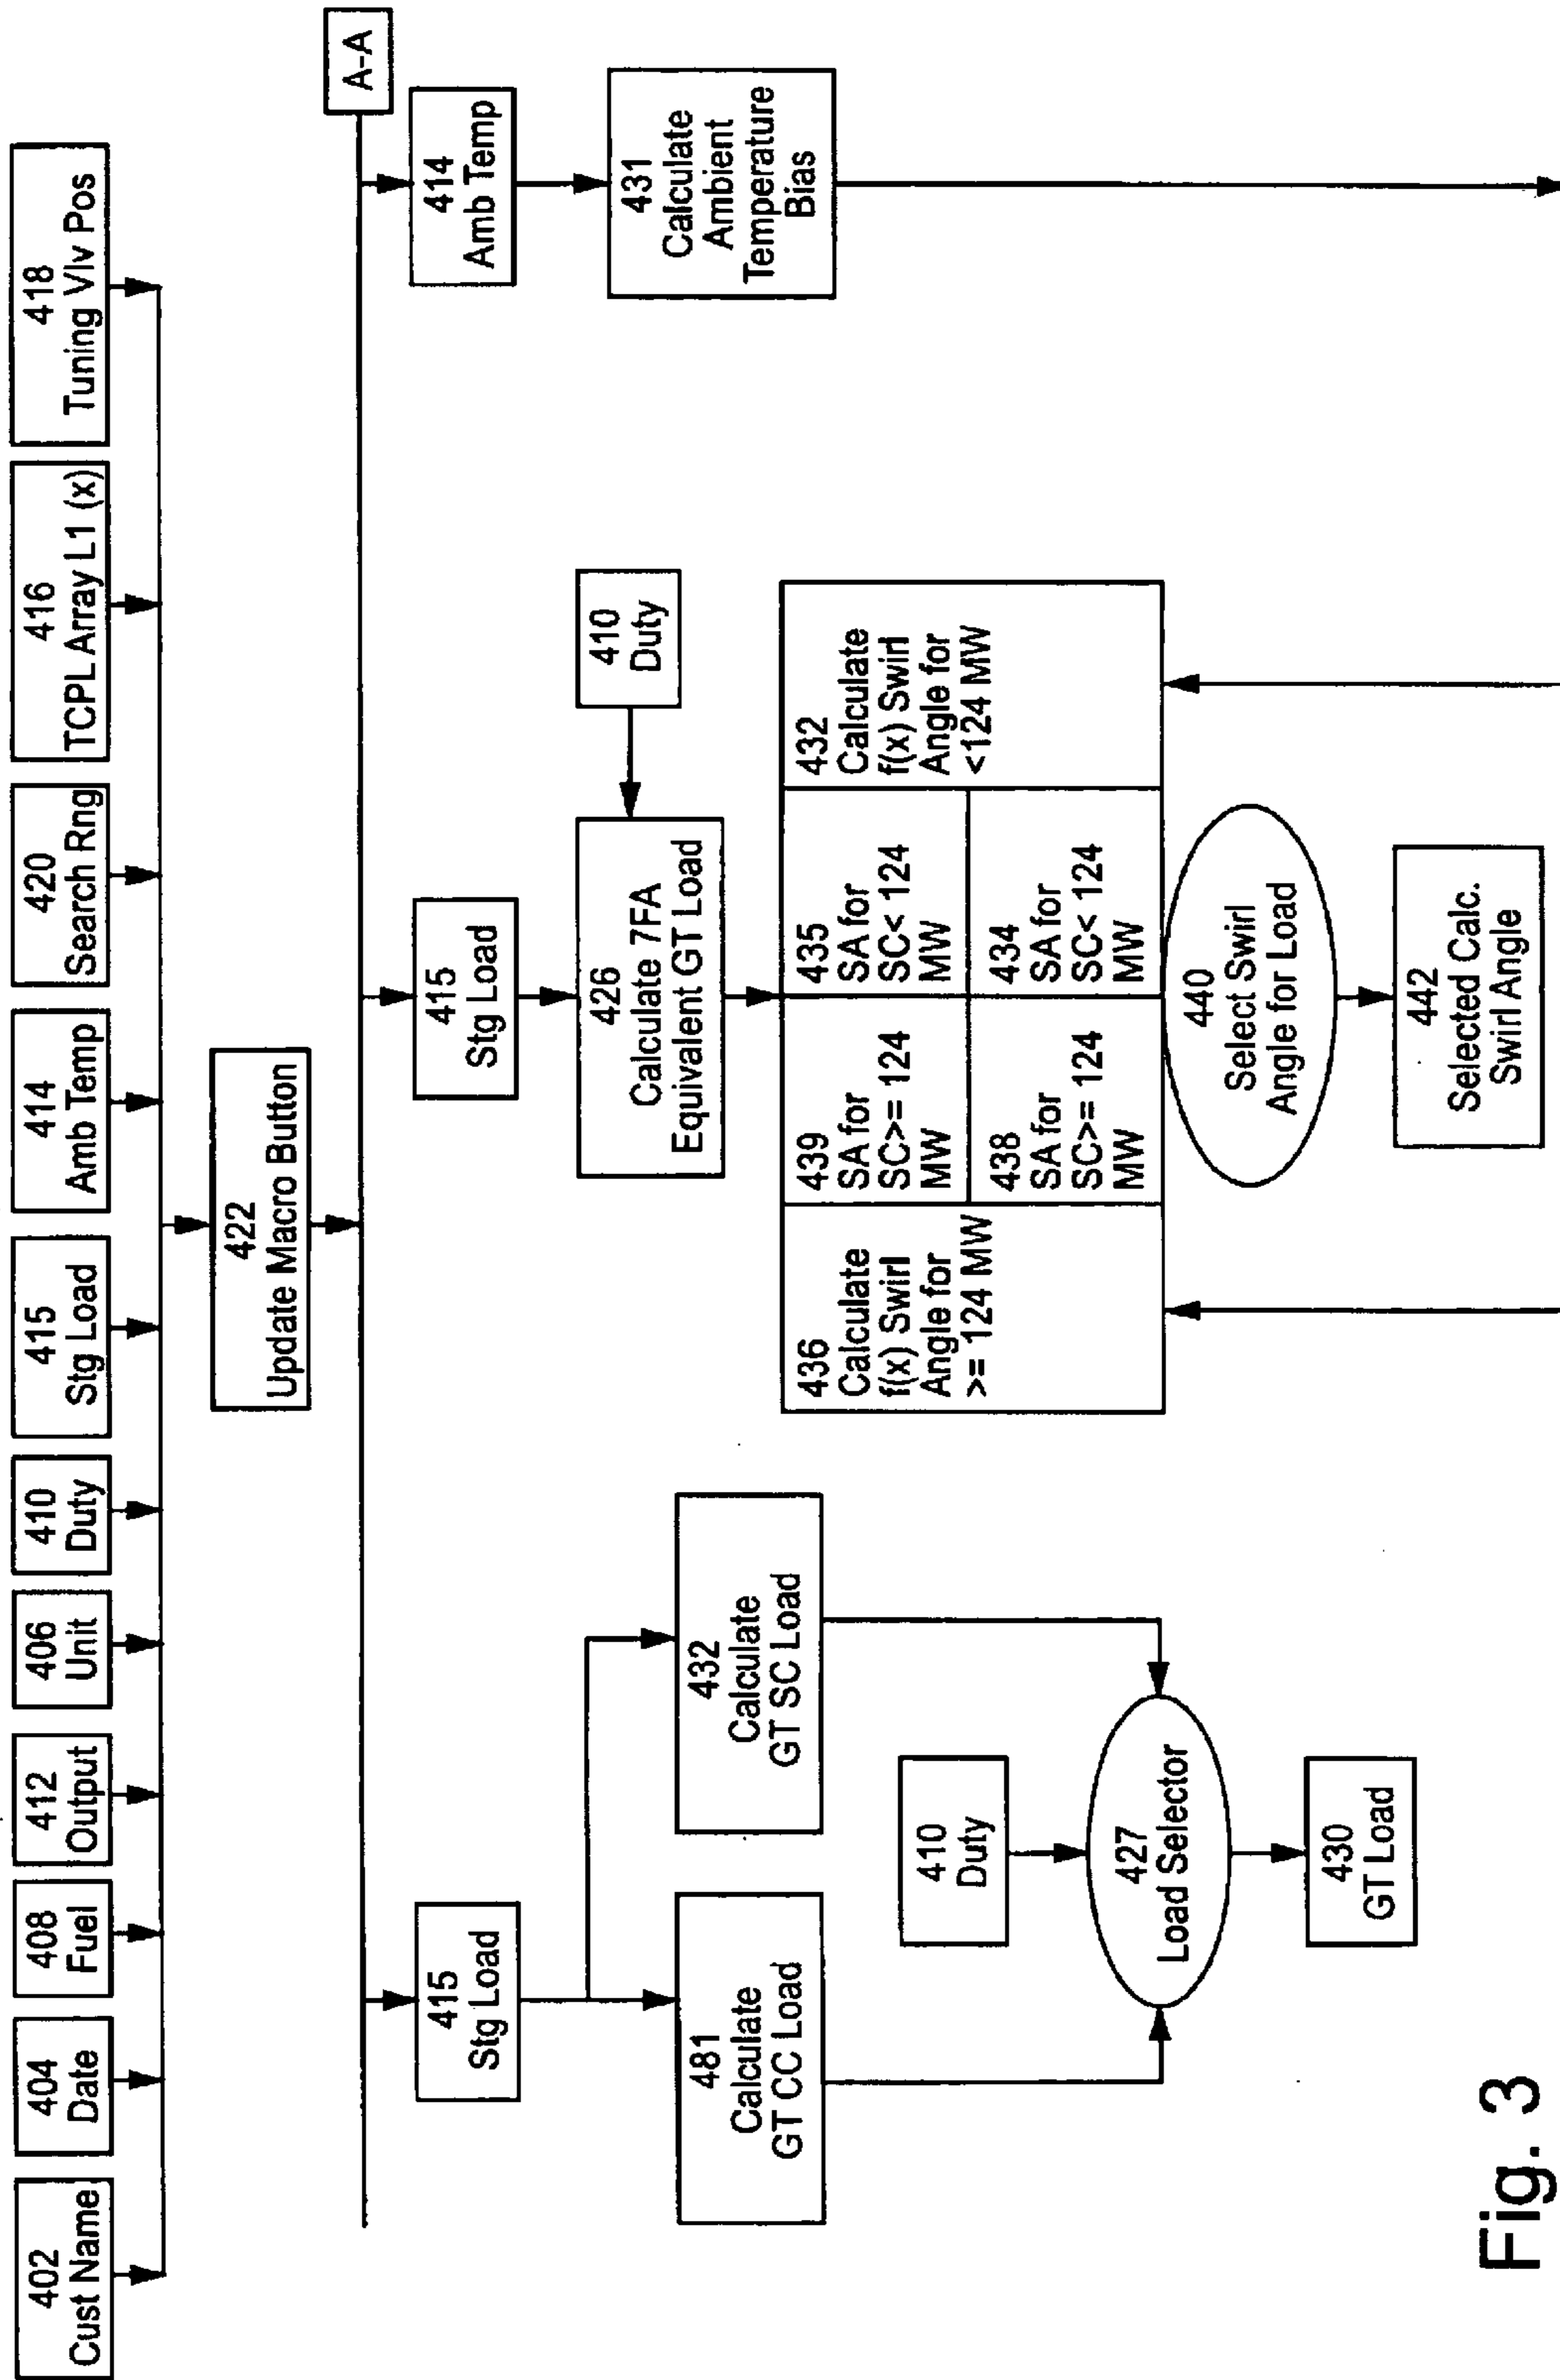 402
Cust Name
404
Date
408
Fuel
412
Output
406
Unit
410
Duty
415
Stg Load
414
Amb Temp
420
Search Rng
416
TCPL Array L1 (x)
418
Tuning Vlv Pos
422
Update Macro Button
A-A
415
Stg Load
415
Stg Load
414
Amb Temp
481
Calculate
GT CC Load
432
Calculate
GT SC Load
426
Calculate 7FA
Equivalent GT Load
410
Duty
431
Calculate
Ambient
Temperature
Bias
410
Duty
427
Load Selector
430
GT Load
436
Calculate
f(x) Swirl
Angle for
>= 124 MW
439
SA for
SC>= 124
MW
435
SA for
SC< 124
MW
432
Calculate
f(x) Swirl
Angle for
<124 MW
438
SA for
SC>= 124
MW
434
SA for
SC< 124
MW
440
Select Swirl
Angle for Load
442
Selected Calc.
Swirl Angle
Fig. 3